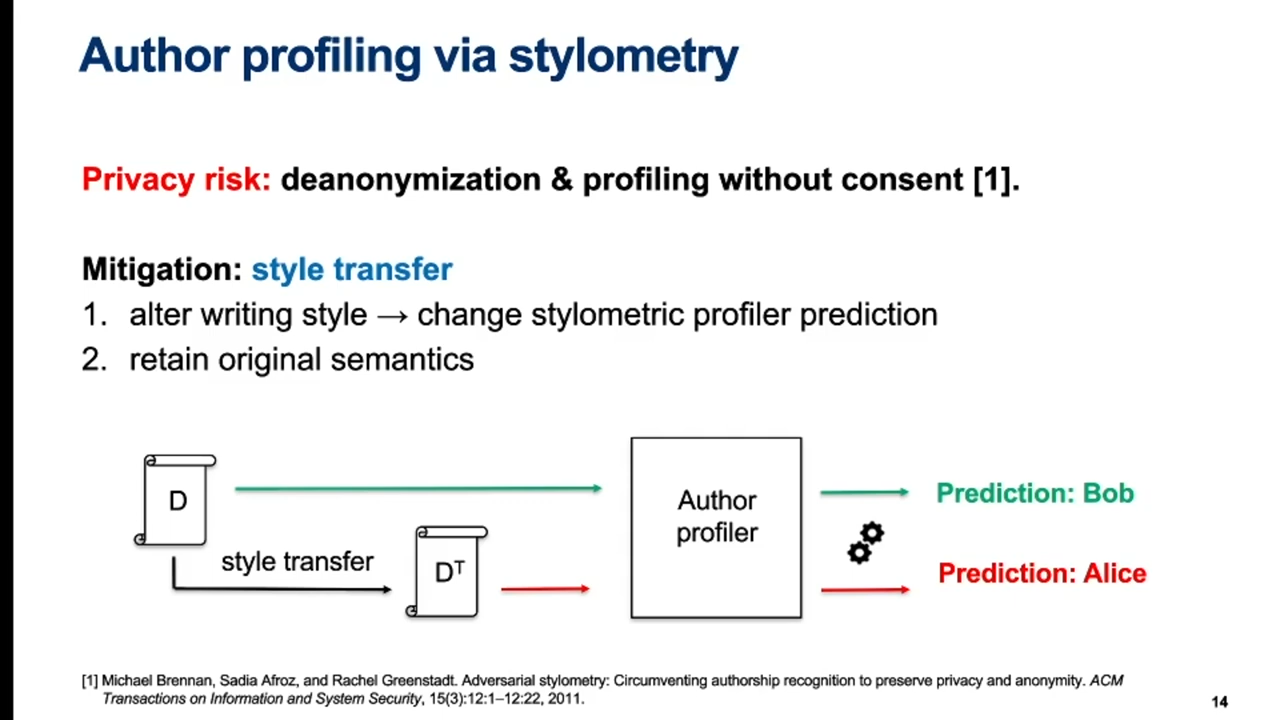 Author profiling via stylometry
Privacy risk: deanonymization & profiling without consent [1].
Mitigation: style transfer
1. alter writing style → change stylometric profiler prediction
2. retain original semantics
D
style transfer
Dᵀ
Author
profiler
Prediction: Bob
Prediction: Alice
[1] Michael Brennan, Sadia Afroz, and Rachel Greenstadt. Adversarial stylometry: Circumventing authorship recognition to preserve privacy and anonymity. ACM
Transactions on Information and System Security, 15(3):12:1–12:22, 2011.
14